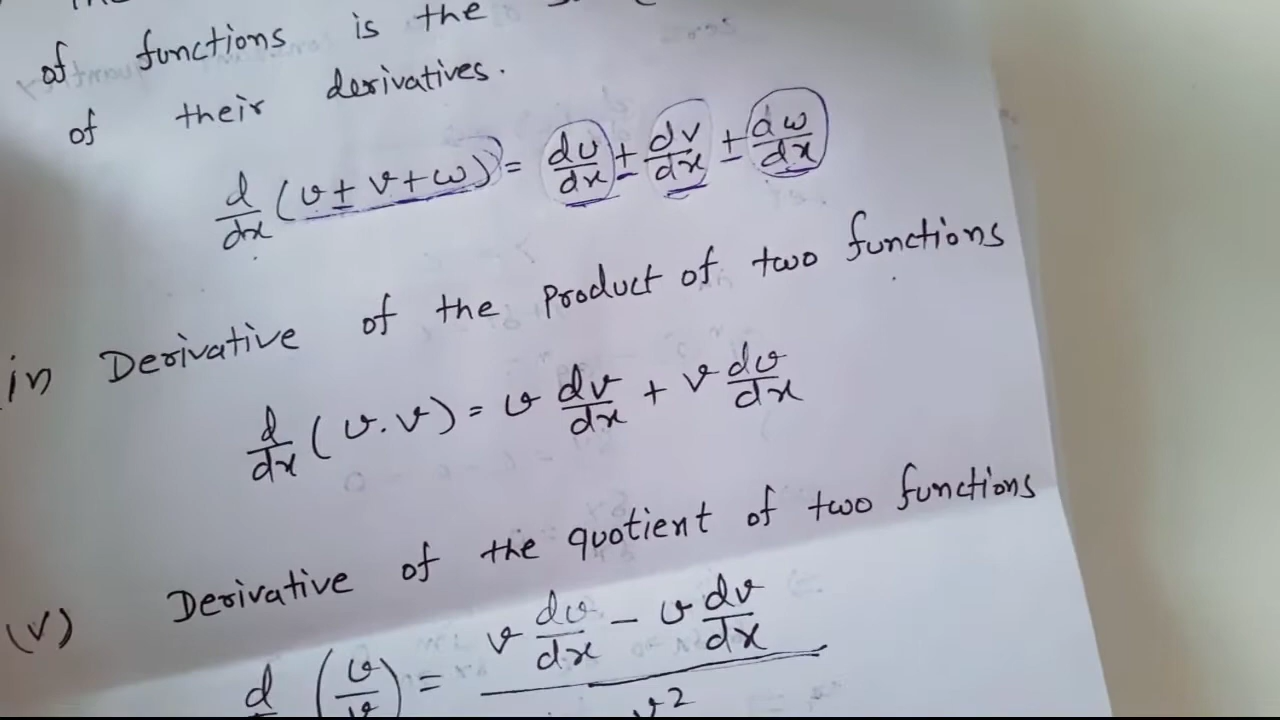 of functions is the
of their derivatives.
d/dx (u ± v + w) = du/dx ± dv/dx ± dw/dx
Derivative of the product of two functions
d/dx (u.v) = u dv/dx + v du/dx
(V) Derivative of the quotient of two functions
d (u/v) = v du/dx - u dv/dx
v²